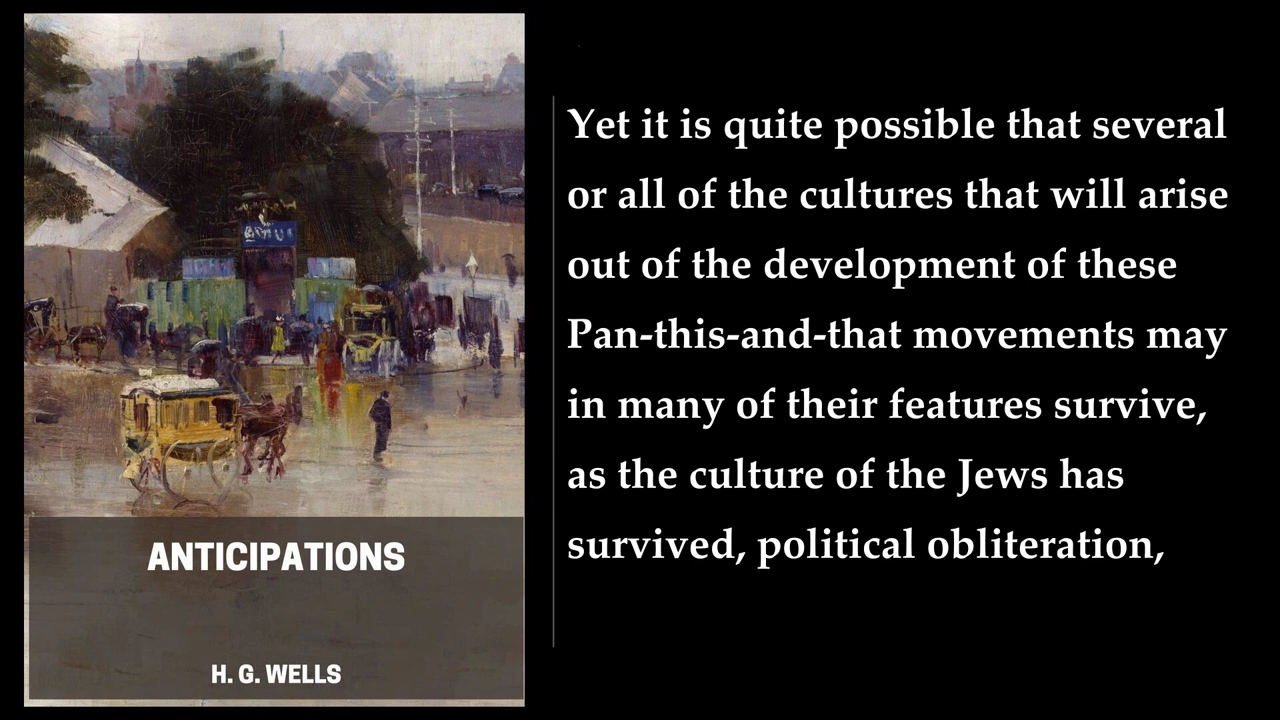 ANTICIPATIONS
H. G. WELLS
Yet it is quite possible that several
or all of the cultures that will arise
out of the development of these
Pan-this-and-that movements may
in many of their features survive,
as the culture of the Jews has
survived, political obliteration,